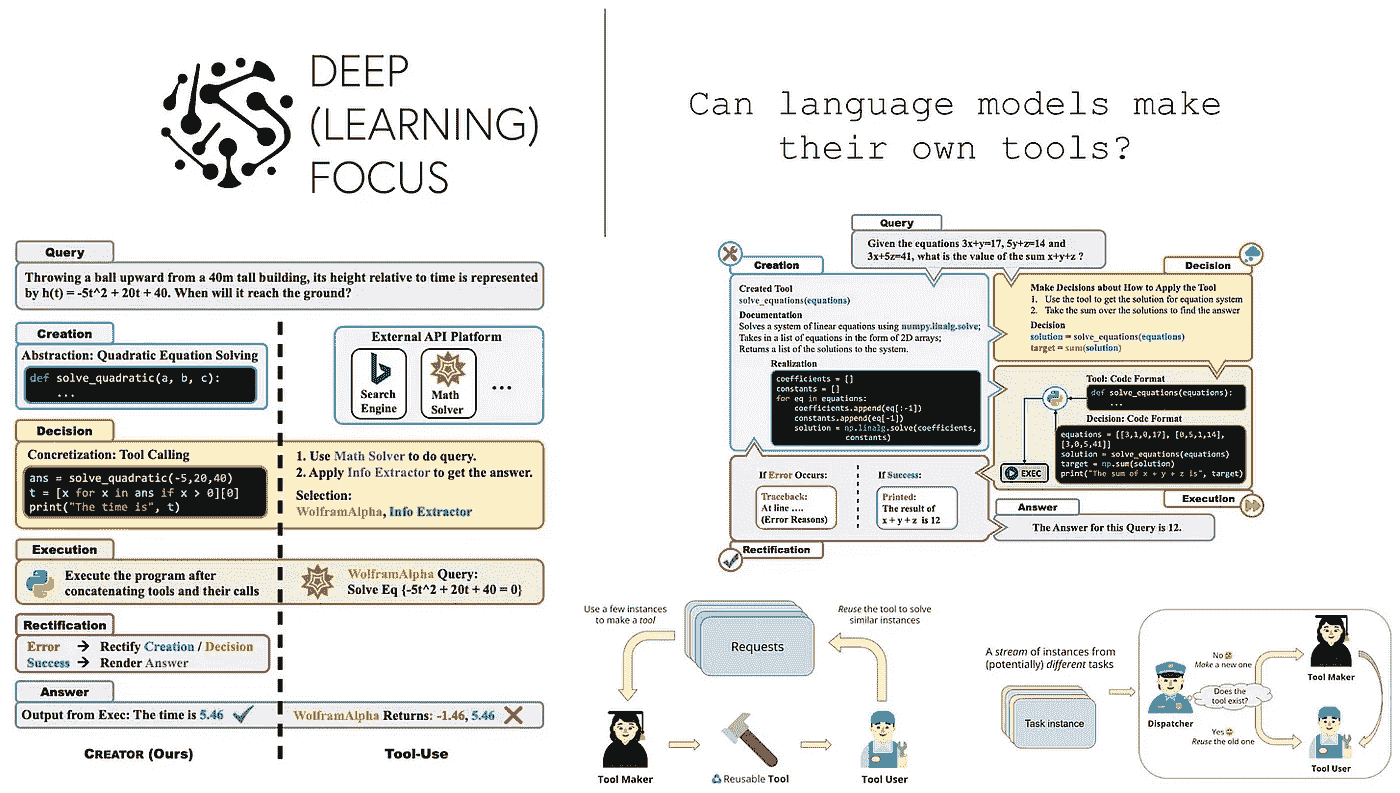 DEEP
(LEARNING)
FOCUS
Can language models make
their own tools?
Query
Throwing a ball upward from a 40m tall building, its height relative to time is represented
by h(t) = -5t^2 + 20t + 40. When will it reach the ground?
Creation
Abstraction: Quadratic Equation Solving
def solve_quadratic(a, b, c):
...
External API Platform
Search
Engine
Math
Solver
...
Decision
Concretization: Tool Calling
ans = solve_quadratic(-5,20,40)
t = [x for x in ans if x > 0][0]
print("The time is", t)
1. Use Math Solver to do query.
2. Apply Info Extractor to get the answer.
Selection:
WolframAlpha, Info Extractor
Execution
Execute the program after
concatenating tools and their calls
WolframAlpha Query:
Solve Eq {-5t^2 + 20t + 40 = 0}
Rectification
Error → Rectify Creation / Decision
Success → Render Answer
Answer
Output from Exec: The time is 5.46
WolframAlpha Returns: -1.46, 5.46
CREATOR (Ours)
Tool-Use
Query
Given the equations 3x+y=17, 5y+z=14 and
3x+5z=41, what is the value of the sum x+y+z ?
Creation
Created Tool
solve_equations(equations)
Documentation
Solves a system of linear equations using numpy.linalg.solve;
Takes in a list of equations in the form of 2D arrays;
Returns a list of the solutions to the system.
Realization
coefficients = []
constants = []
for eq in equations:
coefficients.append(eq[:-1])
constants.append(eq[-1])
solution = np.linalg.solve(coefficients,
constants)
Decision
Make Decisions about How to Apply the Tool
1. Use the tool to get the solution for equation system
2. Take the sum over the solutions to find the answer
Decision
solution = solve_equations(equations)
target = sum(solution)
Tool: Code Format
def solve_equations(equations):
...
Decision: Code Format
equations = [[3,1,0,17], [0,5,1,14],
[3,0,5,41]]
solution = solve_equations(equations)
target = np.sum(solution)
print("The sum of x + y + z is", target)
EXEC
Execution
If Error Occurs:
Traceback:
At line ....
(Error Reasons)
If Success:
Printed:
The result of
x + y + z is 12
Rectification
Answer
The Answer for this Query is 12.
Use a few instances
to make a tool
Requests
Reuse the tool to solve
similar instances
Tool Maker
Reusable Tool
Tool User
A stream of instances from
(potentially) different tasks
Task instance
Dispatcher
Does the
tool exist?
No
Make a new one
Yes
Reuse the old one
Tool Maker
Tool User